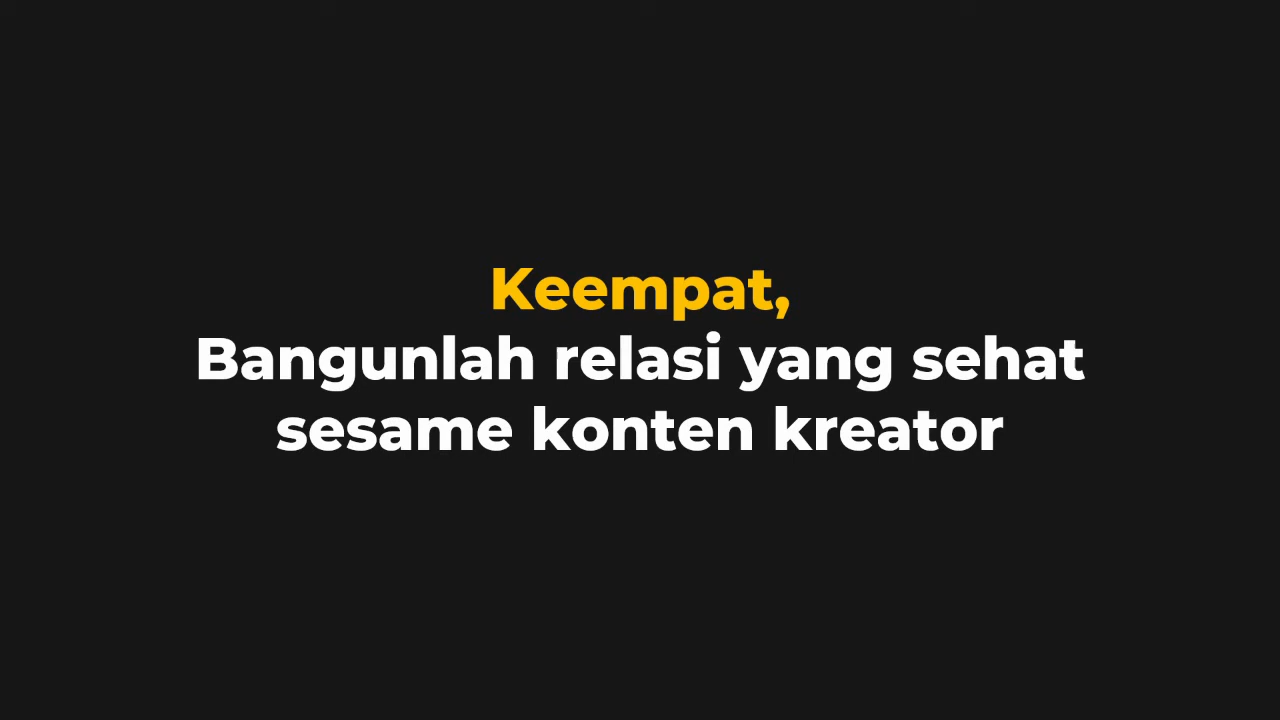 Keempat,
Bangunlah relasi yang sehat
sesame konten kreator